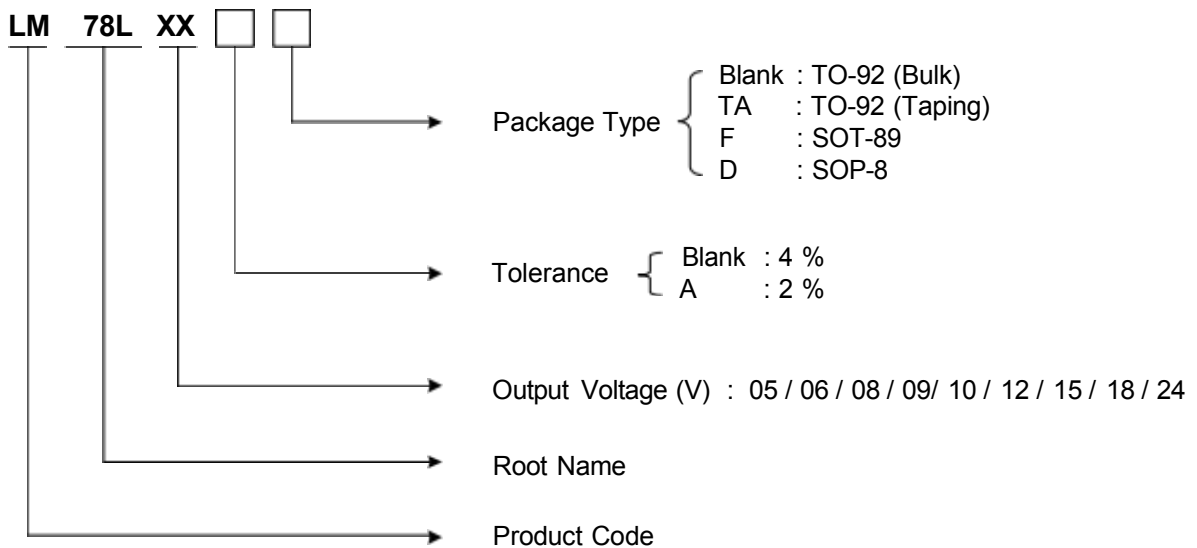 LM 78L XX
Package Type
Blank : TO-92 (Bulk)
TA : TO-92 (Taping)
F : SOT-89
D : SOP-8
Tolerance
Blank : 4 %
A : 2 %
Output Voltage (V) : 05 / 06 / 08 / 09/ 10 / 12 / 15 / 18 / 24
Root Name
Product Code